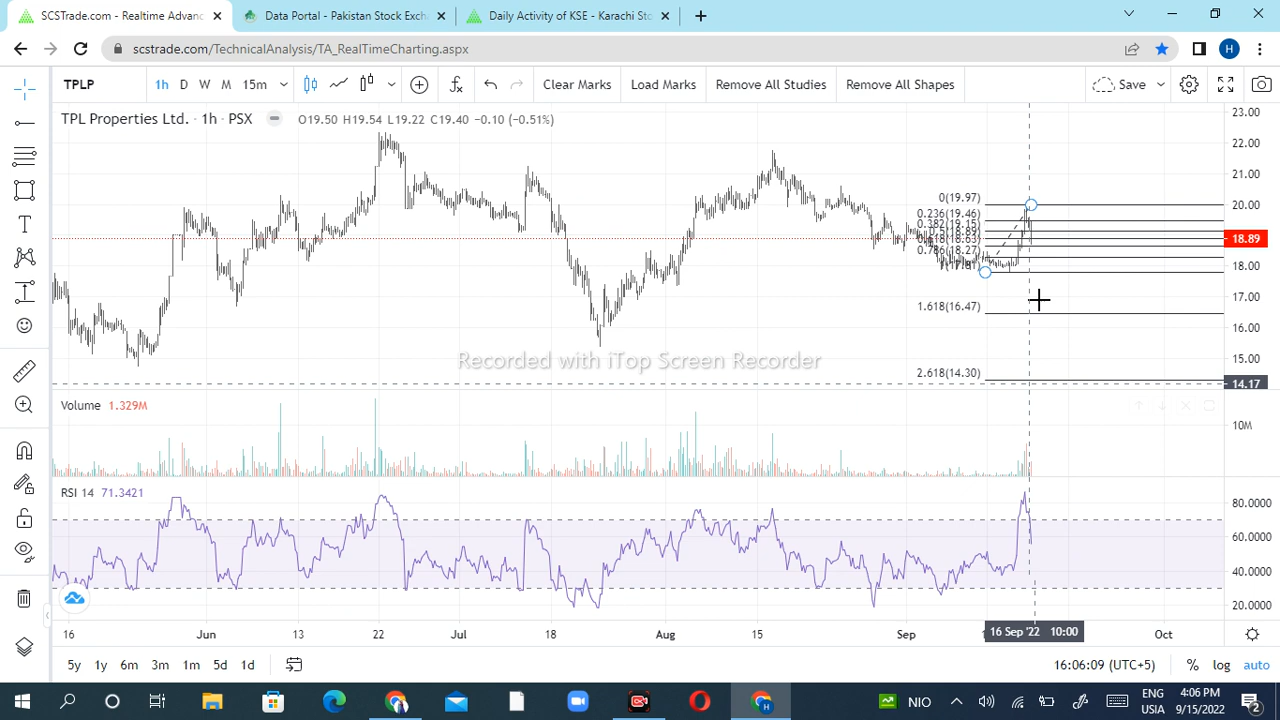 SCSTrade.com - Realtime Advanc
Data Portal - Pakistan Stock Exch
Daily Activity of KSE - Karachi Sto
scstrade.com/TechnicalAnalysis/TA_RealTimeCharting.aspx
H
TPLP
1h
D
W
M
15m
Clear Marks
Load Marks
Remove All Studies
Remove All Shapes
Save
TPL Properties Ltd. · 1h · PSX
O19.50 H19.54 L19.22 C19.40 −0.10 (−0.51%)
23.00
22.00
21.00
20.00
18.89
18.00
17.00
16.00
15.00
14.17
0(19.97)
0.236(19.46)
0.382(19.15)
0.618(18.63)
0.786(18.27)
1.618(16.47)
2.618(14.30)
Recorded with iTop Screen Recorder
Volume 1.329M
10M
RSI 14 71.3421
80.0000
60.0000
40.0000
20.0000
16
Jun
13
22
Jul
18
Aug
15
Sep
16 Sep '22 10:00
Oct
5y
1y
6m
3m
1m
5d
1d
16:06:09 (UTC+5)
%
log
auto
H
NIO
ENG
USIA
4:06 PM
9/15/2022
2